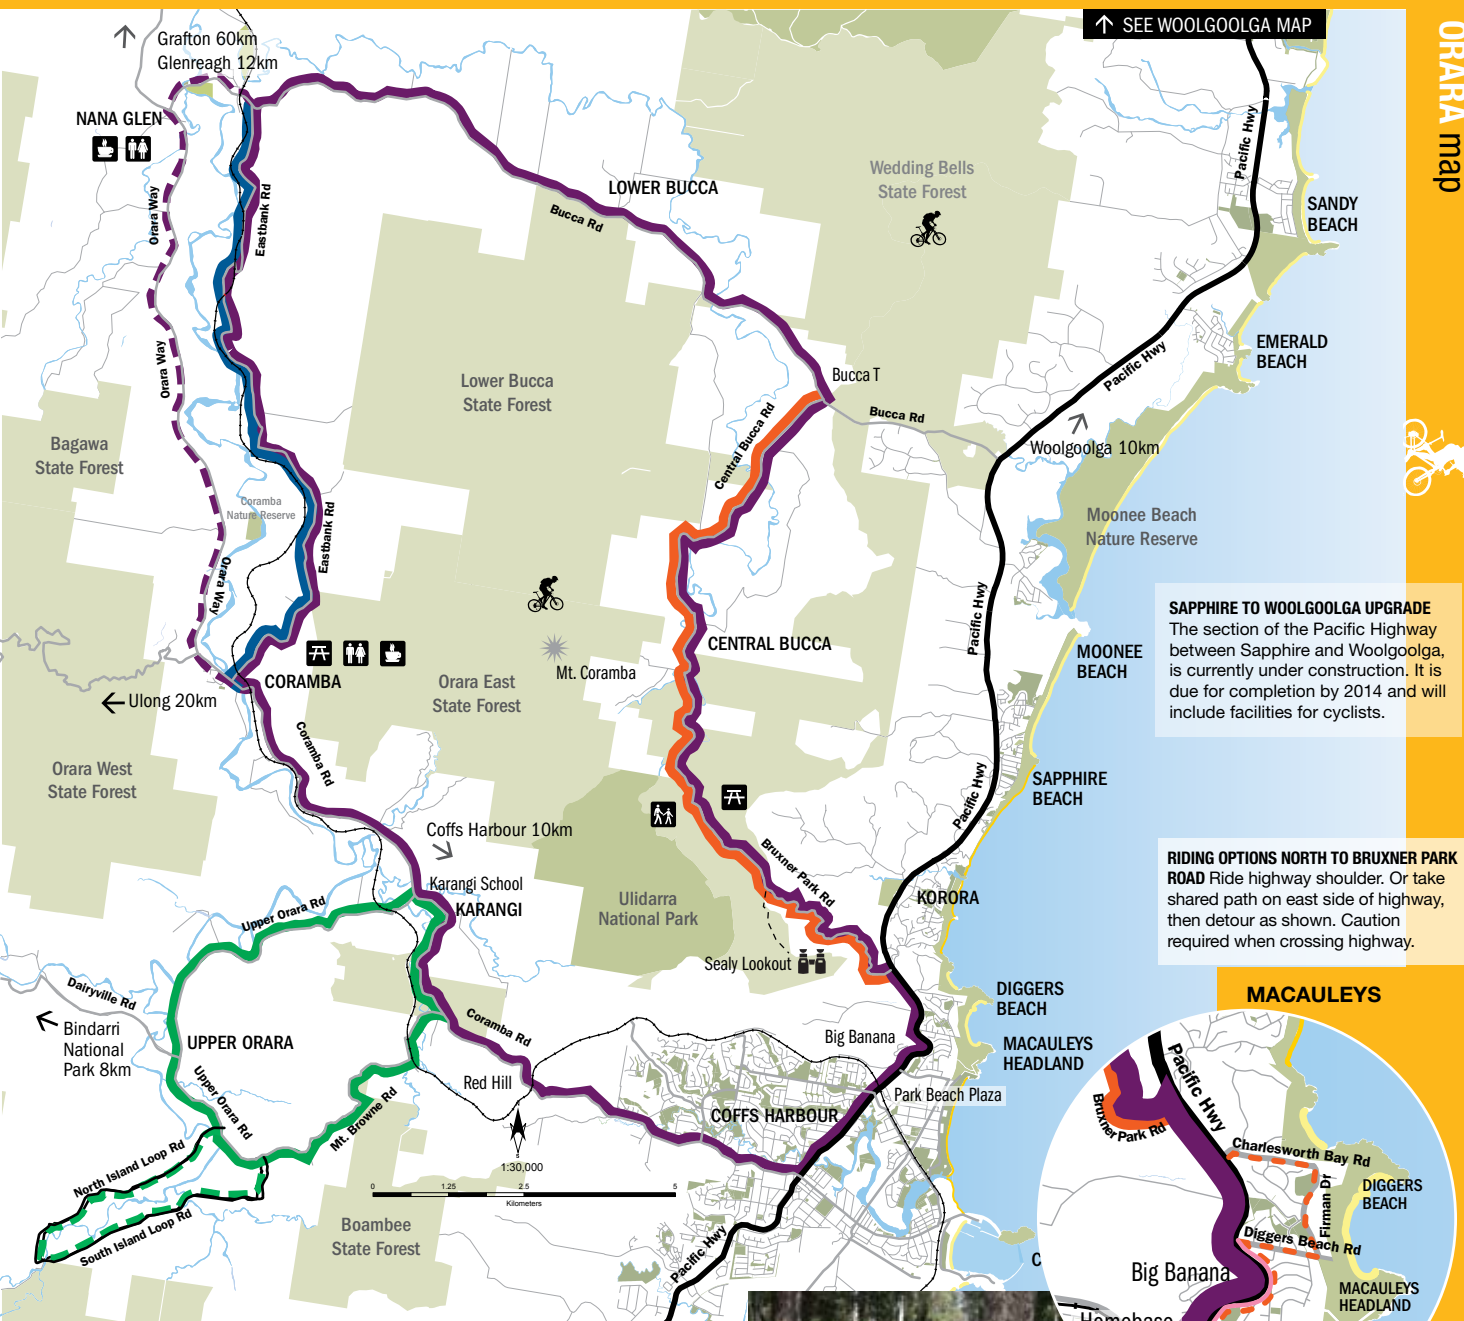 SEE WOOLGOOLGA MAP
ORARA map
Grafton 60km
Glenreagh 12km
NANA GLEN
Orara Way
Eastbank Rd
Bucca Rd
LOWER BUCCA
Wedding Bells
State Forest
Pacific Hwy
SANDY
BEACH
Orara Way
Lower Bucca
State Forest
Bucca T
Bucca Rd
Central Bucca Rd
Pacific Hwy
EMERALD
BEACH
Woolgoolga 10km
Bagawa
State Forest
Coramba
Nature Reserve
Eastbank Rd
Orara Way
Moonee Beach
Nature Reserve
Pacific Hwy
SAPPHIRE TO WOOLGOOLGA UPGRADE
The section of the Pacific Highway
between Sapphire and Woolgoolga,
is currently under construction. It is
due for completion by 2014 and will
include facilities for cyclists.
CENTRAL BUCCA
MOONEE
BEACH
Mt. Coramba
CORAMBA
Ulong 20km
Orara East
State Forest
Coramba Rd
Orara West
State Forest
SAPPHIRE
BEACH
Pacific Hwy
Coffs Harbour 10km
Bruxner Park Rd
RIDING OPTIONS NORTH TO BRUXNER PARK
ROAD Ride highway shoulder. Or take
shared path on east side of highway,
then detour as shown. Caution
required when crossing highway.
Karangi School
KARANGI
Upper Orara Rd
Ulidarra
National Park
KORORA
Sealy Lookout
Dairyville Rd
Bindarri
National
Park 8km
UPPER ORARA
Upper Orara Rd
Coramba Rd
Red Hill
Mt. Browne Rd
Big Banana
DIGGERS
BEACH
MACAULEYS
HEADLAND
Park Beach Plaza
COFFS HARBOUR
North Island Loop Rd
South Island Loop Rd
1:30,000
0 1.25 2.5 5
Kilometers
Boambee
State Forest
Pacific Hwy
C
MACAULEYS
Pacific Hwy
Bruxner Park Rd
Charlesworth Bay Rd
Firman Dr
DIGGERS
BEACH
Diggers Beach Rd
Big Banana
MACAULEYS
HEADLAND
Homebase